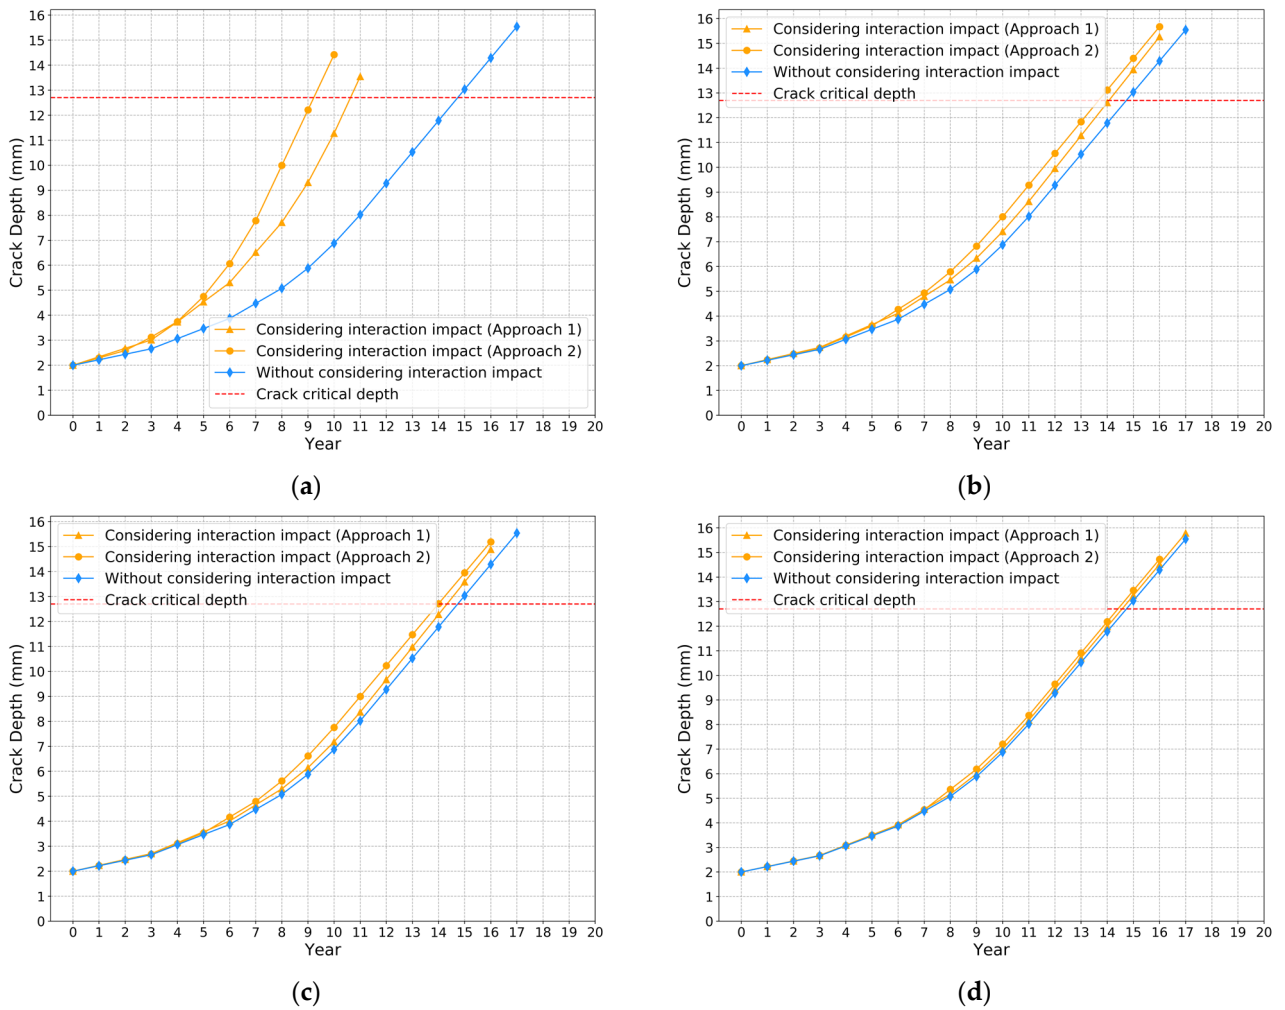 16
15
14
13
12
11
10
9
8
7
6
5
4
3
2
1
0
Crack Depth (mm)
Considering interaction impact (Approach 1)
Considering interaction impact (Approach 2)
Without considering interaction impact
Crack critical depth
0 1 2 3 4 5 6 7 8 9 10 11 12 13 14 15 16 17 18 19 20
Year
(a)
16
15
14
13
12
11
10
9
8
7
6
5
4
3
2
1
0
Crack Depth (mm)
Considering interaction impact (Approach 1)
Considering interaction impact (Approach 2)
Without considering interaction impact
Crack critical depth
0 1 2 3 4 5 6 7 8 9 10 11 12 13 14 15 16 17 18 19 20
Year
(b)
16
15
14
13
12
11
10
9
8
7
6
5
4
3
2
1
0
Crack Depth (mm)
Considering interaction impact (Approach 1)
Considering interaction impact (Approach 2)
Without considering interaction impact
Crack critical depth
0 1 2 3 4 5 6 7 8 9 10 11 12 13 14 15 16 17 18 19 20
Year
(c)
16
15
14
13
12
11
10
9
8
7
6
5
4
3
2
1
0
Crack Depth (mm)
Considering interaction impact (Approach 1)
Considering interaction impact (Approach 2)
Without considering interaction impact
Crack critical depth
0 1 2 3 4 5 6 7 8 9 10 11 12 13 14 15 16 17 18 19 20
Year
(d)